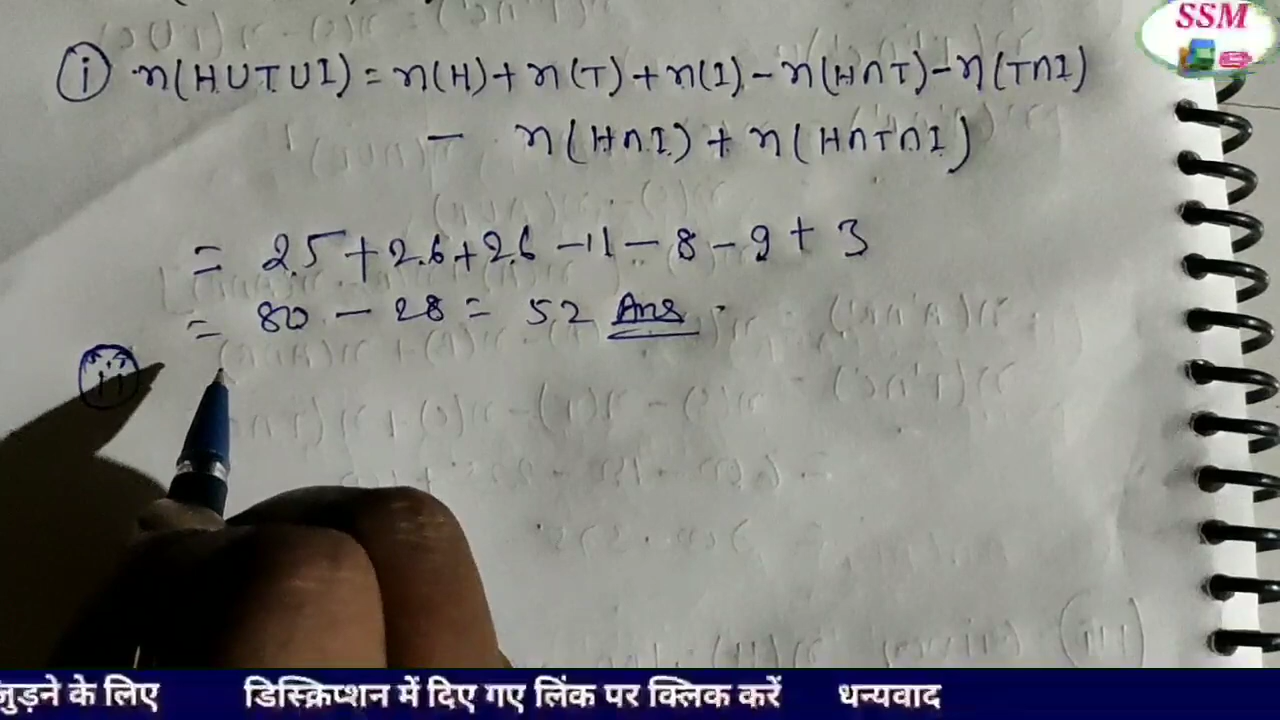 SSM
(i) n(HUTUI) = n(H) + n(T) + n(I) - n(H∩T) - n(T∩I)
- n(H∩I) + n(H∩T∩I)
= 25 + 26 + 26 - 11 - 8 - 9 + 3
= 80 - 28 = 52 Ans
(ii)
जुड़ने के लिए डिस्क्रिप्शन में दिए गए लिंक पर क्लिक करें धन्यवाद